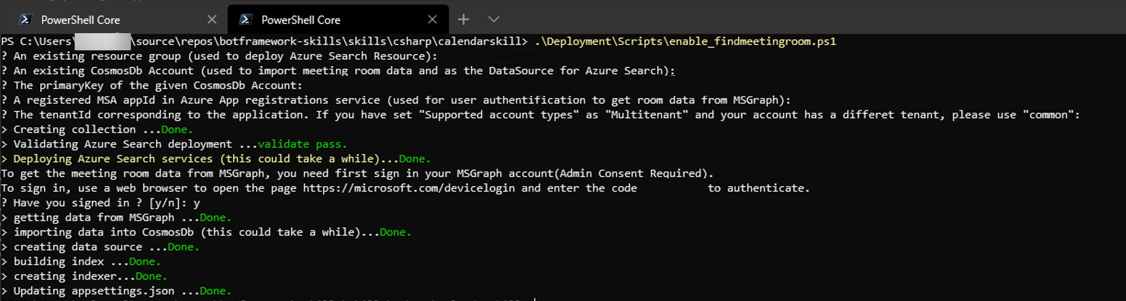 PowerShell Core
PowerShell Core
PS C:\Users\ \source\repos\botframework-skills\skills\csharp\calendarskill> .\Deployment\Scripts\enable_findmeetingroom.ps1
? An existing resource group (used to deploy Azure Search Resource):
? An existing CosmosDb Account (used to import meeting room data and as the DataSource for Azure Search):
? The primaryKey of the given CosmosDb Account:
? A registered MSA appId in Azure App registrations service (used for user authentification to get room data from MSGraph):
? The tenantId corresponding to the application. If you have set "Supported account types" as "Multitenant" and your account has a differet tenant, please use "common":
> Creating collection ...Done.
> Validating Azure Search deployment ...validate pass.
> Deploying Azure Search services (this could take a while)...Done.
To get the meeting room data from MSGraph, you need first sign in your MSGraph account(Admin Consent Required).
To sign in, use a web browser to open the page https://microsoft.com/devicelogin and enter the code to authenticate.
? Have you signed in ? [y/n]: y
> getting data from MSGraph ...Done.
> importing data into CosmosDb (this could take a while)...Done.
> creating data source ...Done.
> building index ...Done.
> creating indexer...Done.
> Updating appsettings.json ...Done.